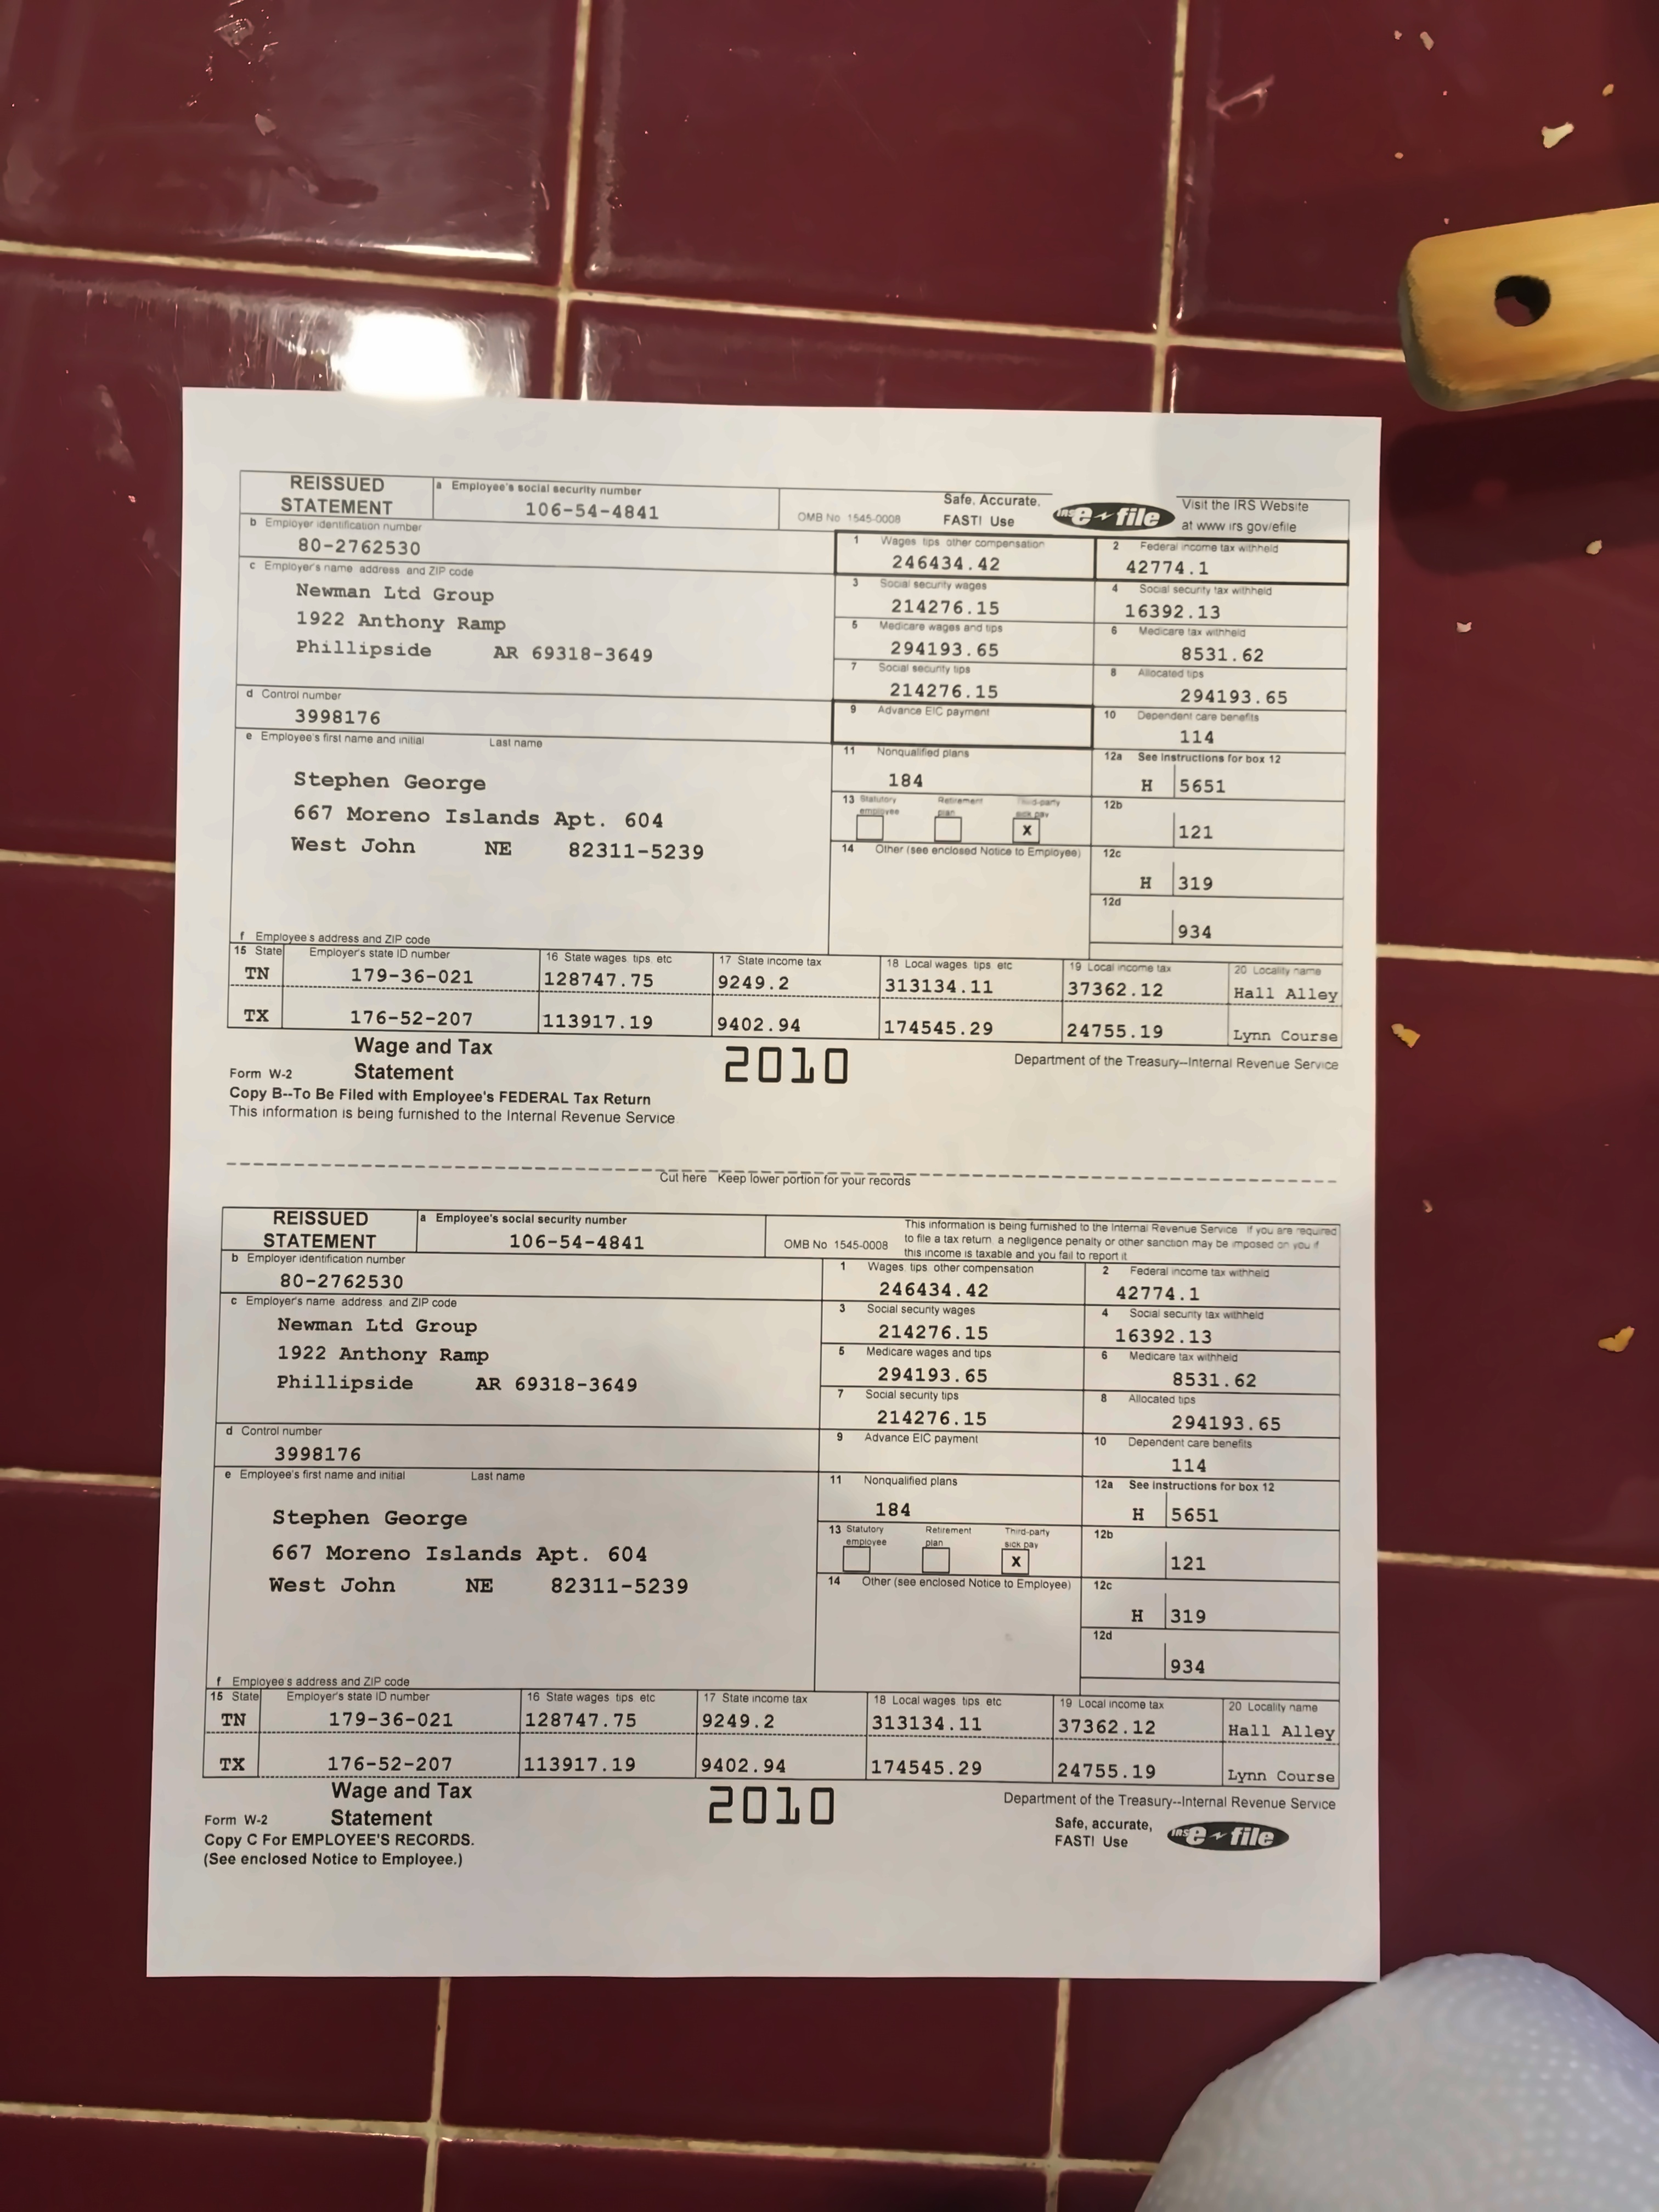 REISSUED STATEMENT
a Employee's social security number
106-54-4841
OMB No 1545-0008
Safe, Accurate,
FAST! Use
IRS e~file
Visit the IRS Website
at www irs gov/efile
b Employer identification number
80-2762530
1 Wages tips other compensation
246434.42
2 Federal income tax withheld
42774.1
c Employer's name address and ZIP code
Newman Ltd Group
1922 Anthony Ramp
Phillipside AR 69318-3649
3 Social security wages
214276.15
4 Social security tax withheld
16392.13
5 Medicare wages and tips
294193.65
6 Medicare tax withheld
8531.62
7 Social security tips
214276.15
8 Allocated tips
294193.65
d Control number
3998176
9 Advance EIC payment
10 Dependent care benefits
114
e Employee's first name and initial Last name
Stephen George
667 Moreno Islands Apt. 604
West John NE 82311-5239
11 Nonqualified plans
184
12a See instructions for box 12
H 5651
13 Statutory employee
Retirement plan
Third-party sick pay
X
12b
121
14 Other (see enclosed Notice to Employee)
12c
H 319
12d
934
f Employee s address and ZIP code
15 State Employer's state ID number 16 State wages tips etc 17 State income tax 18 Local wages tips etc 19 Local income tax 20 Locality name
TN 179-36-021 128747.75 9249.2 313134.11 37362.12 Hall Alley
TX 176-52-207 113917.19 9402.94 174545.29 24755.19 Lynn Course
Form W-2 Wage and Tax Statement
2010
Department of the Treasury--Internal Revenue Service
Copy B--To Be Filed with Employee's FEDERAL Tax Return
This information is being furnished to the Internal Revenue Service
Cut here Keep lower portion for your records
REISSUED STATEMENT
a Employee's social security number
106-54-4841
OMB No 1545-0008
This information is being furnished to the Internal Revenue Service If you are required
to file a tax return a negligence penalty or other sanction may be imposed on you if
this income is taxable and you fail to report it
b Employer identification number
80-2762530
1 Wages, tips other compensation
246434.42
2 Federal income tax withheld
42774.1
c Employer's name address and ZIP code
Newman Ltd Group
1922 Anthony Ramp
Phillipside AR 69318-3649
3 Social security wages
214276.15
4 Social security tax withheld
16392.13
5 Medicare wages and tips
294193.65
6 Medicare tax withheld
8531.62
7 Social security tips
214276.15
8 Allocated tips
294193.65
d Control number
3998176
9 Advance EIC payment
10 Dependent care benefits
114
e Employee's first name and initial Last name
Stephen George
667 Moreno Islands Apt. 604
West John NE 82311-5239
11 Nonqualified plans
184
12a See instructions for box 12
H 5651
13 Statutory employee
Retirement plan
Third-party sick pay
X
12b
121
14 Other (see enclosed Notice to Employee)
12c
H 319
12d
934
f Employee s address and ZIP code
15 State Employer's state ID number 16 State wages tips etc 17 State income tax 18 Local wages tips etc 19 Local income tax 20 Locality name
TN 179-36-021 128747.75 9249.2 313134.11 37362.12 Hall Alley
TX 176-52-207 113917.19 9402.94 174545.29 24755.19 Lynn Course
Form W-2 Wage and Tax Statement
2010
Department of the Treasury--Internal Revenue Service
Copy C For EMPLOYEE'S RECORDS.
(See enclosed Notice to Employee.)
Safe, accurate,
FAST! Use
IRS e~file